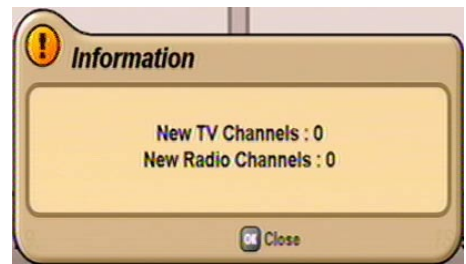 Information
New TV Channels : 0
New Radio Channels : 0
OK Close